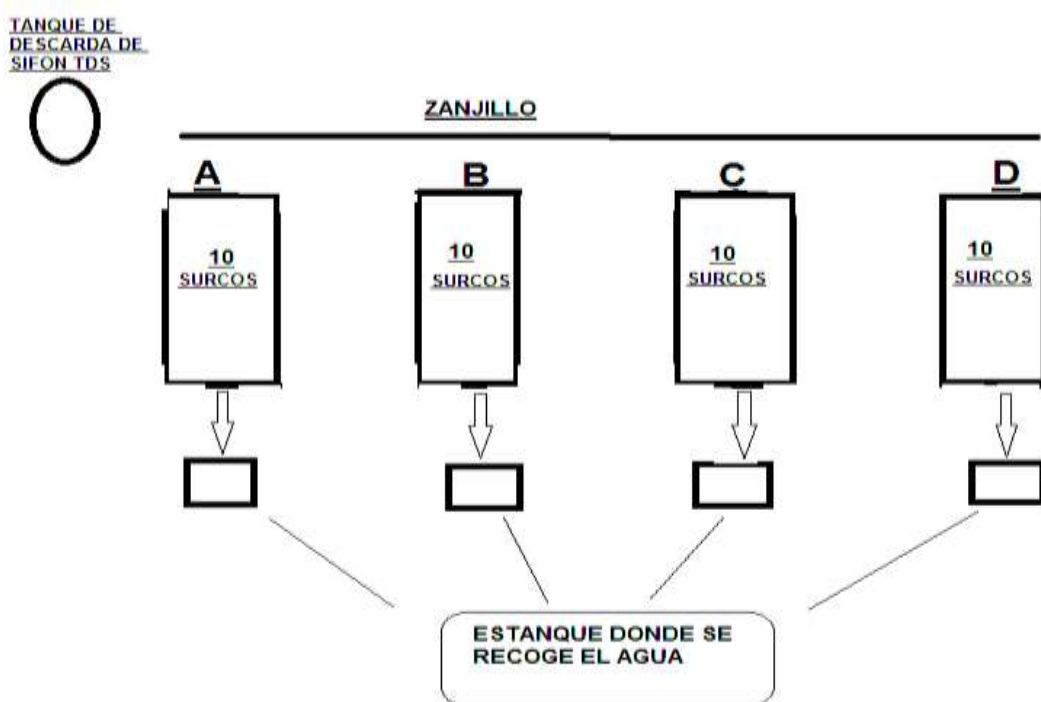 TANQUE DE
DESCARDA DE
SIFON TDS
ZANJILLO
A
B
C
D
10
SURCOS
10
SURCOS
10
SURCOS
10
SURCOS
ESTANQUE DONDE SE
RECOGE EL AGUA